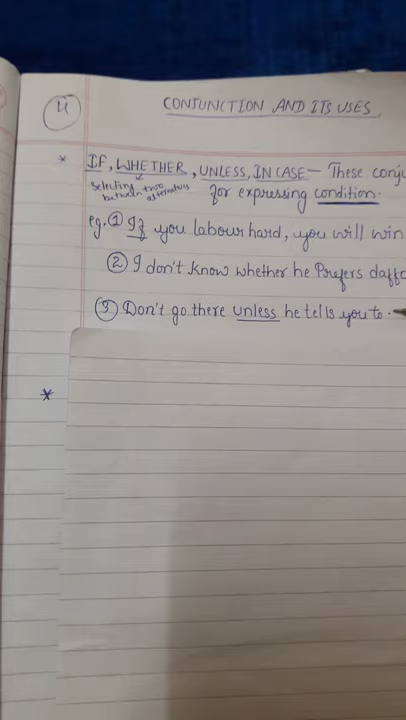 4
CONJUNCTION AND ITS USES.
* IF, WHETHER, UNLESS, IN CASE - These conju
selecting between two alternatives
for expressing condition.
eg. ① If you labour hard, you will win
② I don't know whether he Prefers daffo
③ Don't go there unless he tells you to.
*